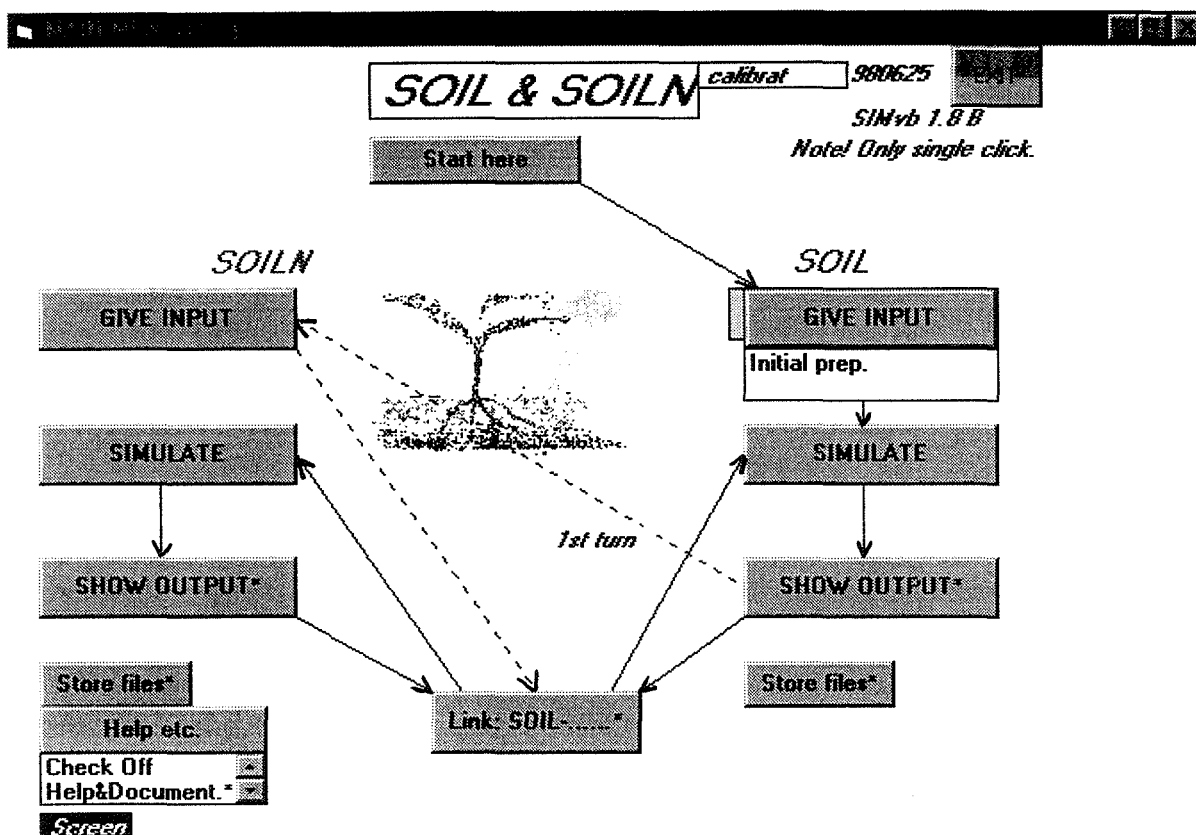 SOIL & SOILN
calibrat
980625
EXIT
SIMvb 1.8 B
Note! Only single click.
Start here
SOILN
SOIL
GIVE INPUT
GIVE INPUT
Initial prep.
SIMULATE
SIMULATE
1st turn
SHOW OUTPUT*
SHOW OUTPUT*
Store files*
Store files*
Link: SOIL-......*
Help etc.
Check Off
Help&Document.*
Screen